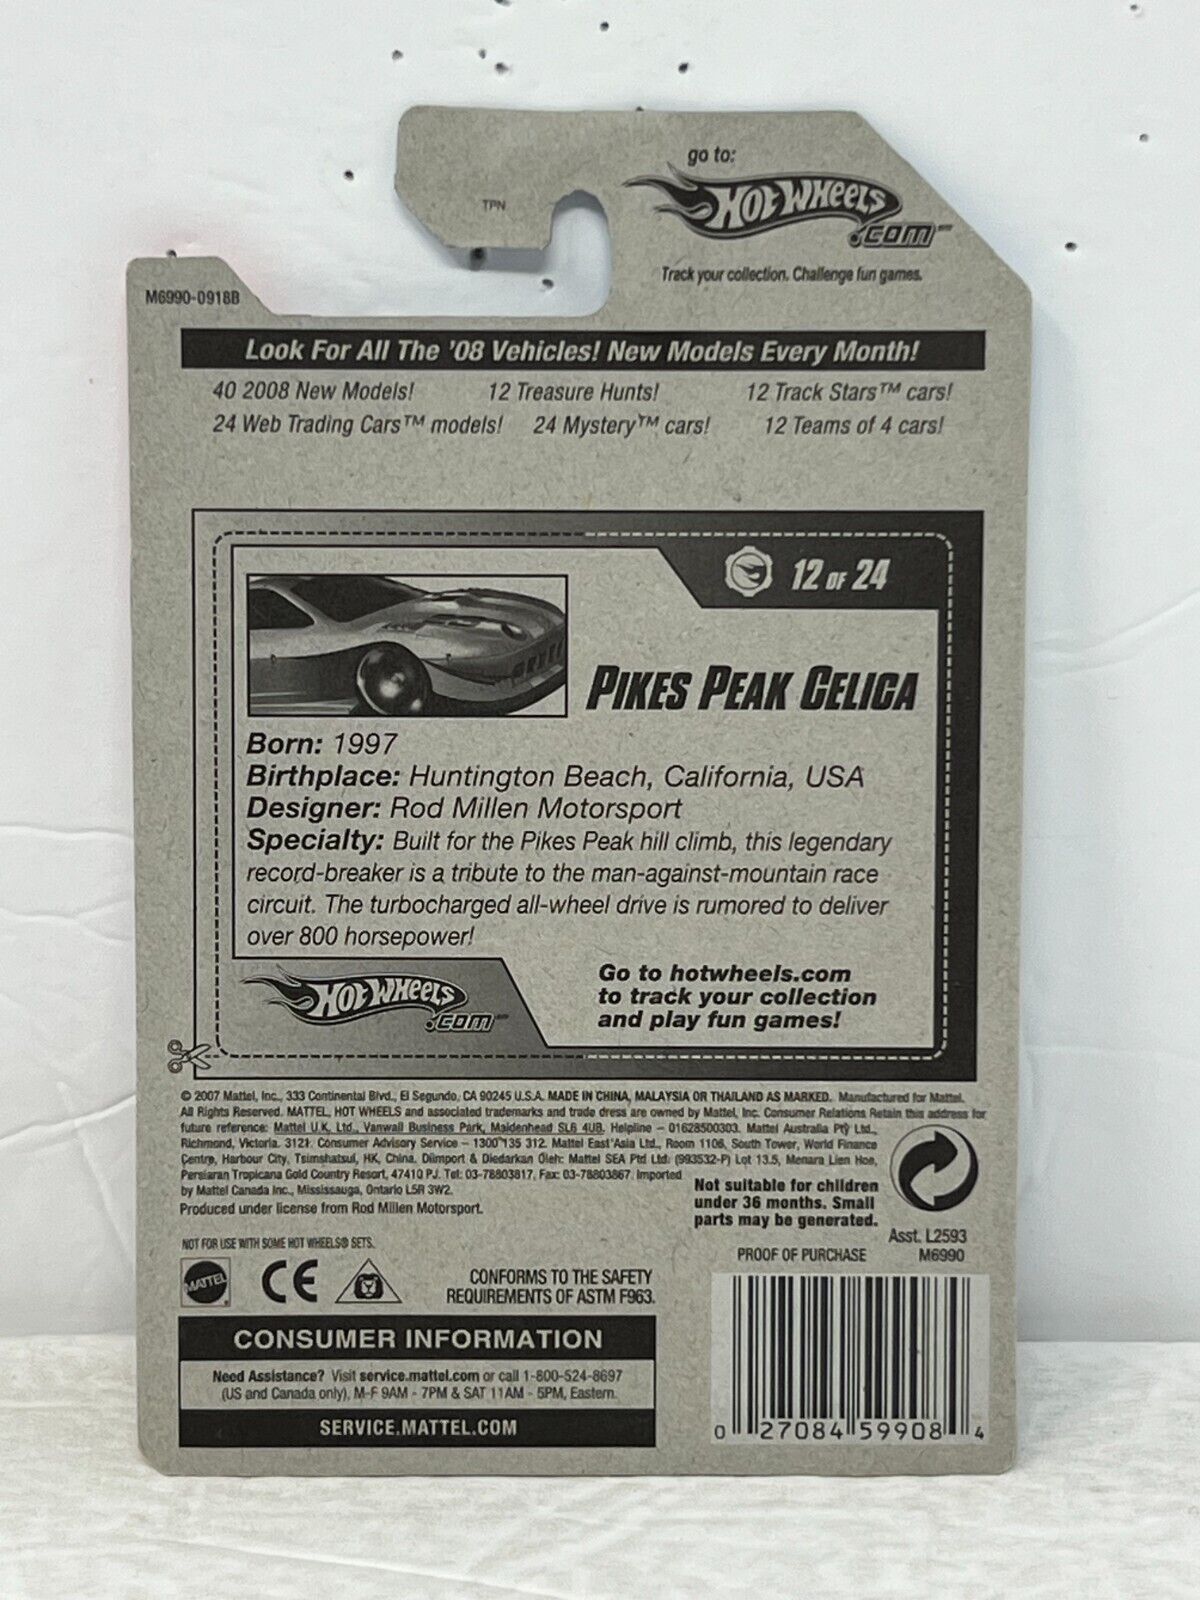 go to:
HOT WHEELS
.com™
TPN
Track your collection. Challenge fun games.
M6990-0918B
Look For All The '08 Vehicles! New Models Every Month!
40 2008 New Models! 12 Treasure Hunts! 12 Track Stars™ cars!
24 Web Trading Cars™ models! 24 Mystery™ cars! 12 Teams of 4 cars!
12 OF 24
PIKES PEAK CELICA
Born: 1997
Birthplace: Huntington Beach, California, USA
Designer: Rod Millen Motorsport
Specialty: Built for the Pikes Peak hill climb, this legendary
record-breaker is a tribute to the man-against-mountain race
circuit. The turbocharged all-wheel drive is rumored to deliver
over 800 horsepower!
HOT WHEELS
.com™
Go to hotwheels.com
to track your collection
and play fun games!
© 2007 Mattel, Inc., 333 Continental Blvd., El Segundo, CA 90245 U.S.A. MADE IN CHINA, MALAYSIA OR THAILAND AS MARKED. Manufactured for Mattel.
All Rights Reserved. MATTEL, HOT WHEELS and associated trademarks and trade dress are owned by Mattel, Inc. Consumer Relations Retain this address for
future reference: Mattel U.K. Ltd., Vanwall Business Park, Maidenhead SL6 4UB. Helpline – 01628500303. Mattel Australia Pty Ltd.,
Richmond, Victoria. 3121. Consumer Advisory Service – 1300 135 312. Mattel East Asia Ltd., Room 1106, South Tower, World Finance
Centre, Harbour City, Tsimshatsui, HK, China. Diimport & Diedarkan Oleh: Mattel SEA Ptd Ltd. (993532-P) Lot 13.5, Menara Lien Hoe,
Persiaran Tropicana Gold Country Resort, 47410 PJ. Tel: 03-78803817, Fax: 03-78803867. Imported
by Mattel Canada Inc., Mississauga, Ontario L5R 3W2.
Produced under license from Rod Millen Motorsport.
Not suitable for children
under 36 months. Small
parts may be generated.
NOT FOR USE WITH SOME HOT WHEELS® SETS.
Asst. L2593
PROOF OF PURCHASE M6990
MATTEL
®
CE
CONFORMS TO THE SAFETY
REQUIREMENTS OF ASTM F963.
CONSUMER INFORMATION
Need Assistance? Visit service.mattel.com or call 1-800-524-8697
(US and Canada only), M-F 9AM - 7PM & SAT 11AM - 5PM, Eastern.
SERVICE.MATTEL.COM
0 27084 59908 4